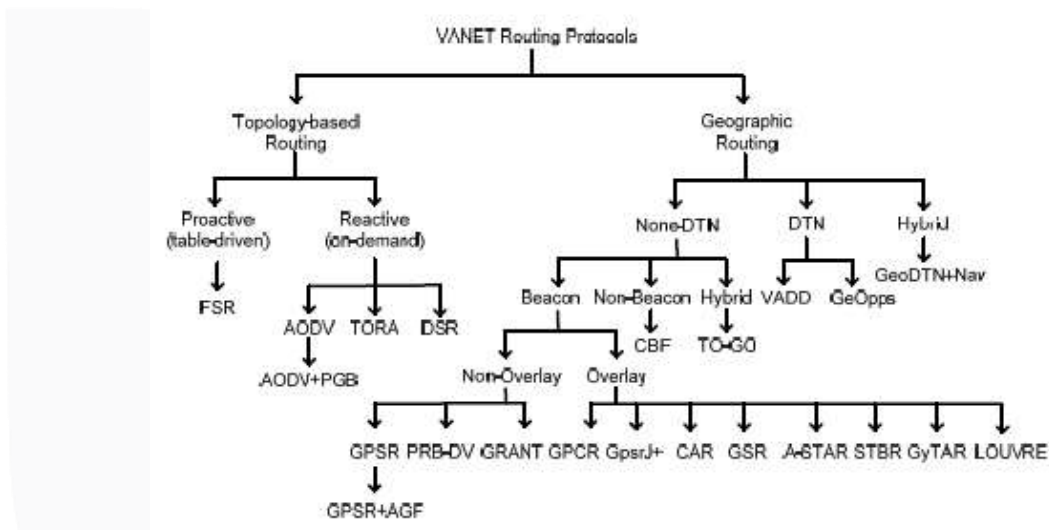 VANET Routing Protocols
Topology-based
Routing
Geographic
Routing
Proactive
(table-driven)
Reactive
(on-demand)
None-DTN
DTN
Hybrid
FSR
AODV
TORA
DSR
AODV+PGB
Beacon
Non-Beacon
Hybrid
VADD
GeOpps
GeoDTN+Nav
CBF
TO-GO
Non-Overlay
Overlay
GPSR
PRB-DV
GRANT
GPCR
GpsrJ+
CAR
GSR
A-STAR
STBR
GyTAR
LOUVRE
GPSR+AGF